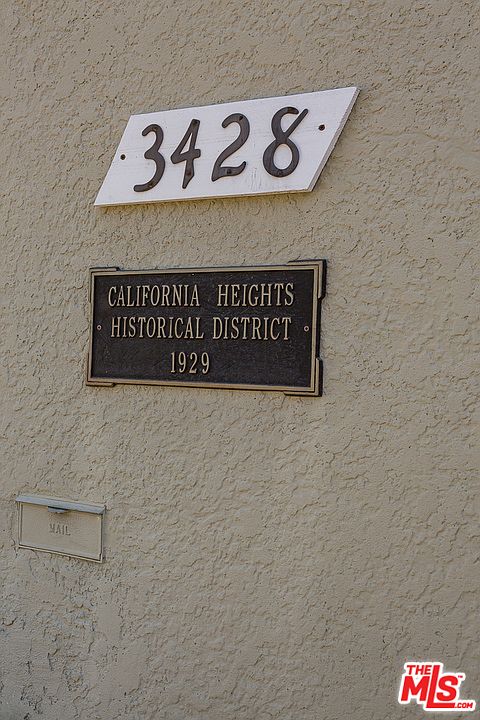 3428
CALIFORNIA HEIGHTS
HISTORICAL DISTRICT
1929
MAIL
THE
MLS
.COM